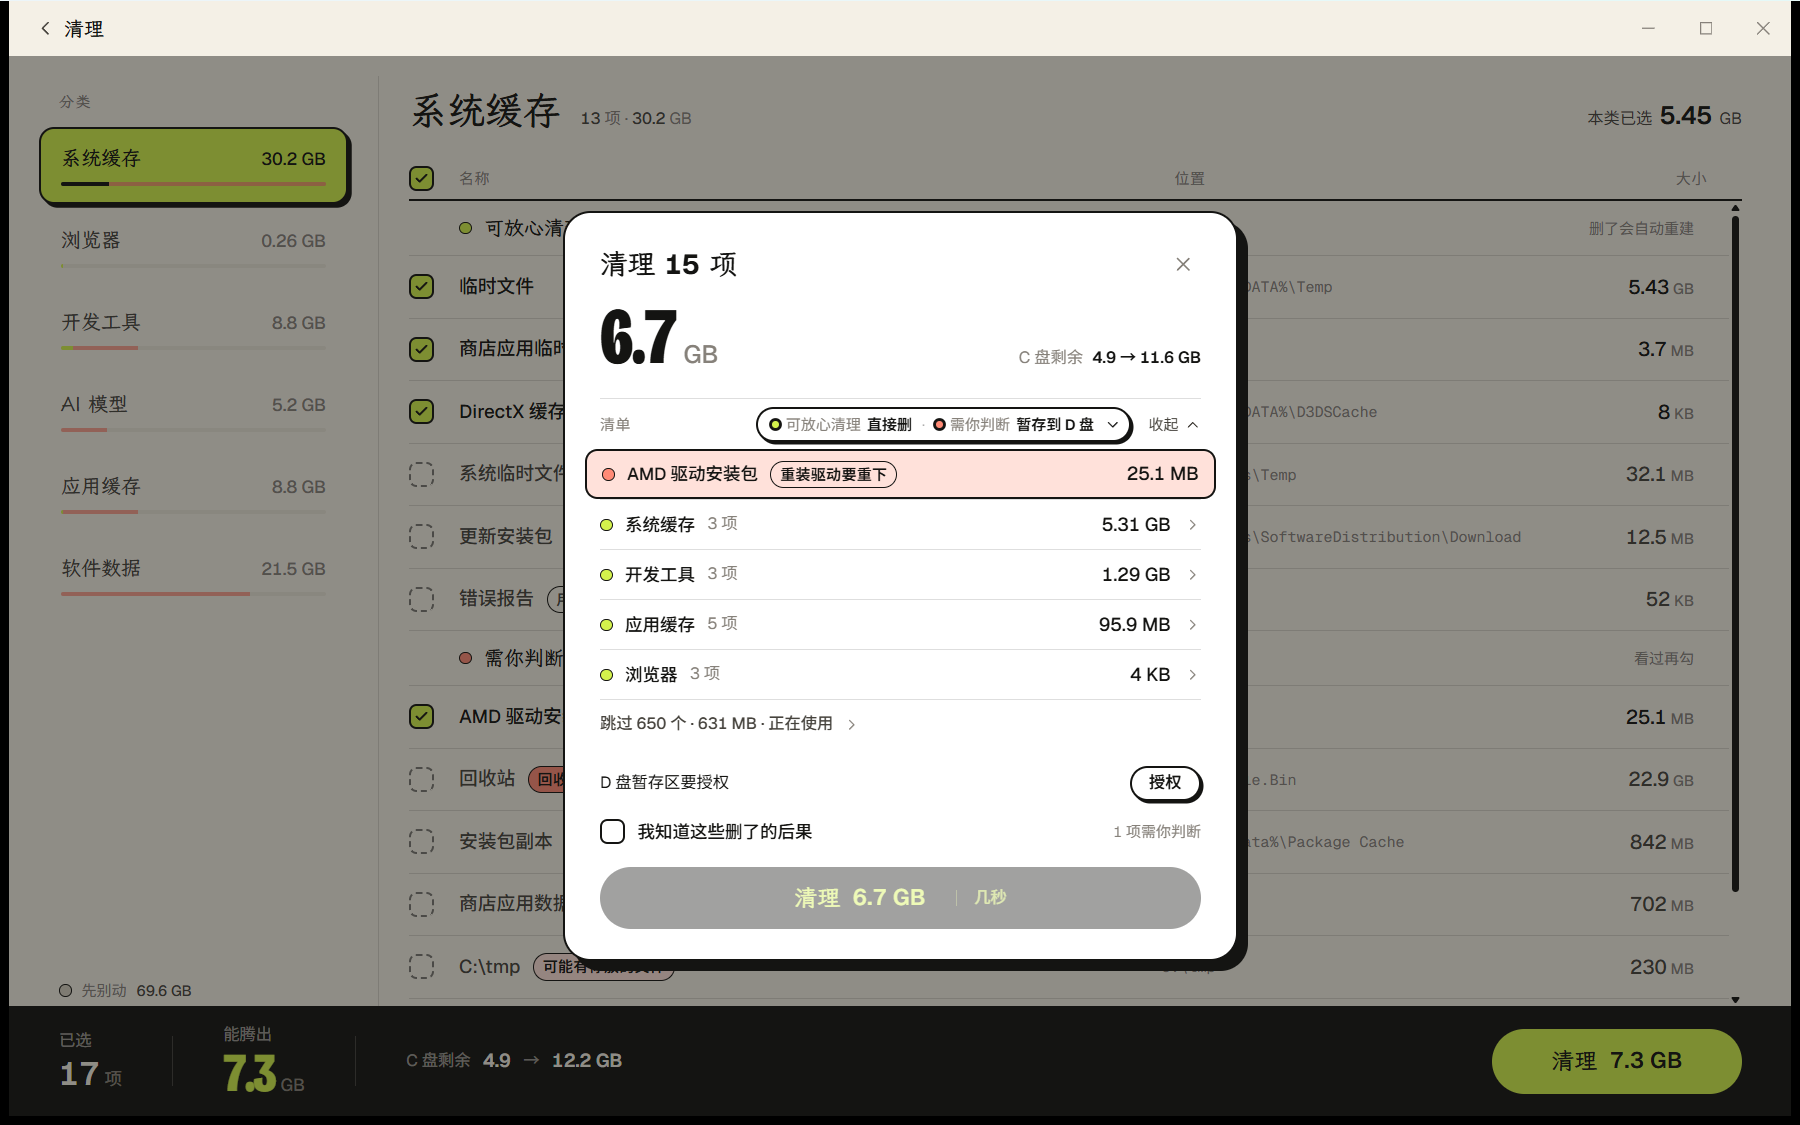 清理
分类
系统缓存 30.2 GB
浏览器 0.26 GB
开发工具 8.8 GB
AI 模型 5.2 GB
应用缓存 8.8 GB
软件数据 21.5 GB
先别动 69.6 GB
系统缓存 13 项 · 30.2 GB
本类已选 5.45 GB
名称 位置 大小
可放心清 删了会自动重建
临时文件 DATA%\Temp 5.43 GB
商店应用临时 3.7 MB
DirectX 缓存 DATA%\D3DSCache 8 KB
系统临时文件 s\Temp 32.1 MB
更新安装包 s\SoftwareDistribution\Download 12.5 MB
错误报告 52 KB
需你判断 看过再勾
AMD 驱动安 25.1 MB
回收站 回收 le.Bin 22.9 GB
安装包副本 ata%\Package Cache 842 MB
商店应用数据 702 MB
C:\tmp 可能有 230 MB
清理 15 项
6.7 GB
C 盘剩余 4.9 → 11.6 GB
清单 可放心清理 直接删 · 需你判断 暂存到 D 盘 收起
AMD 驱动安装包 重装驱动要重下 25.1 MB
系统缓存 3 项 5.31 GB
开发工具 3 项 1.29 GB
应用缓存 5 项 95.9 MB
浏览器 3 项 4 KB
跳过 650 个 · 631 MB · 正在使用
D 盘暂存区要授权 授权
我知道这些删了的后果 1 项需你判断
清理 6.7 GB 几秒
已选
17 项
能腾出
7.3 GB
C 盘剩余 4.9 → 12.2 GB
清理 7.3 GB